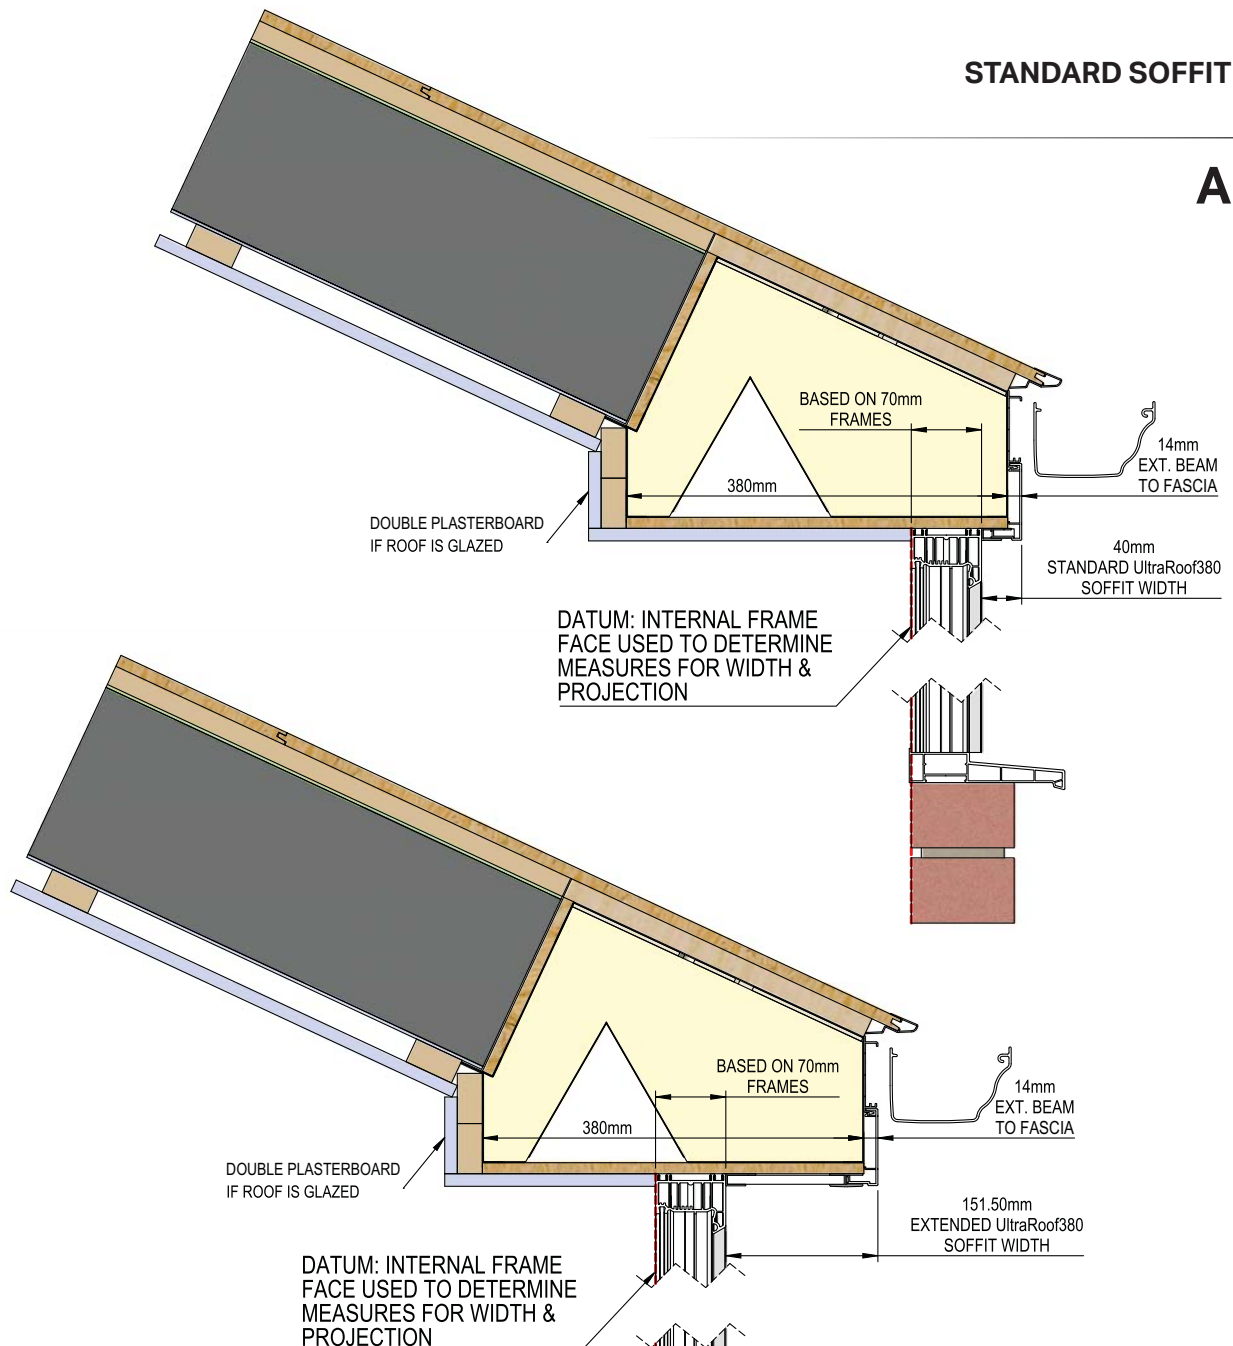 STANDARD SOFFIT
A
BASED ON 70mm
FRAMES
14mm
EXT. BEAM
TO FASCIA
380mm
DOUBLE PLASTERBOARD
IF ROOF IS GLAZED
40mm
STANDARD UltraRoof380
SOFFIT WIDTH
DATUM: INTERNAL FRAME
FACE USED TO DETERMINE
MEASURES FOR WIDTH &
PROJECTION
BASED ON 70mm
FRAMES
14mm
EXT. BEAM
TO FASCIA
380mm
DOUBLE PLASTERBOARD
IF ROOF IS GLAZED
151.50mm
EXTENDED UltraRoof380
SOFFIT WIDTH
DATUM: INTERNAL FRAME
FACE USED TO DETERMINE
MEASURES FOR WIDTH &
PROJECTION